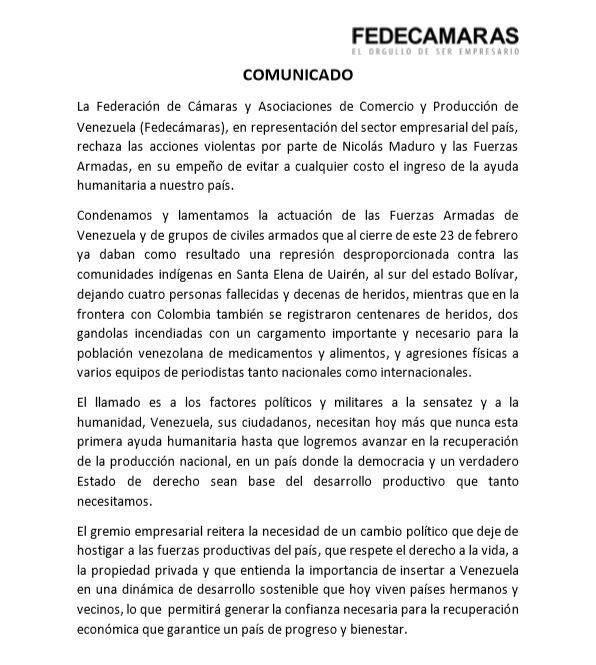 FEDECAMARAS
EL ORGULLO DE SER EMPRESARIO
COMUNICADO
La Federación de Cámaras y Asociaciones de Comercio y Producción de
Venezuela (Fedecámaras), en representación del sector empresarial del país,
rechaza las acciones violentas por parte de Nicolás Maduro y las Fuerzas
Armadas, en su empeño de evitar a cualquier costo el ingreso de la ayuda
humanitaria a nuestro país.
Condenamos y lamentamos la actuación de las Fuerzas Armadas de
Venezuela y de grupos de civiles armados que al cierre de este 23 de febrero
ya daban como resultado una represión desproporcionada contra las
comunidades indígenas en Santa Elena de Uairén, al sur del estado Bolívar,
dejando cuatro personas fallecidas y decenas de heridos, mientras que en la
frontera con Colombia también se registraron centenares de heridos, dos
gandolas incendiadas con un cargamento importante y necesario para la
población venezolana de medicamentos y alimentos, y agresiones físicas a
varios equipos de periodistas tanto nacionales como internacionales.
El llamado es a los factores políticos y militares a la sensatez y a la
humanidad, Venezuela, sus ciudadanos, necesitan hoy más que nunca esta
primera ayuda humanitaria hasta que logremos avanzar en la recuperación
de la producción nacional, en un país donde la democracia y un verdadero
Estado de derecho sean base del desarrollo productivo que tanto
necesitamos.
El gremio empresarial reitera la necesidad de un cambio político que deje de
hostigar a las fuerzas productivas del país, que respete el derecho a la vida, a
la propiedad privada y que entienda la importancia de insertar a Venezuela
en una dinámica de desarrollo sostenible que hoy viven países hermanos y
vecinos, lo que permitirá generar la confianza necesaria para la recuperación
económica que garantice un país de progreso y bienestar.